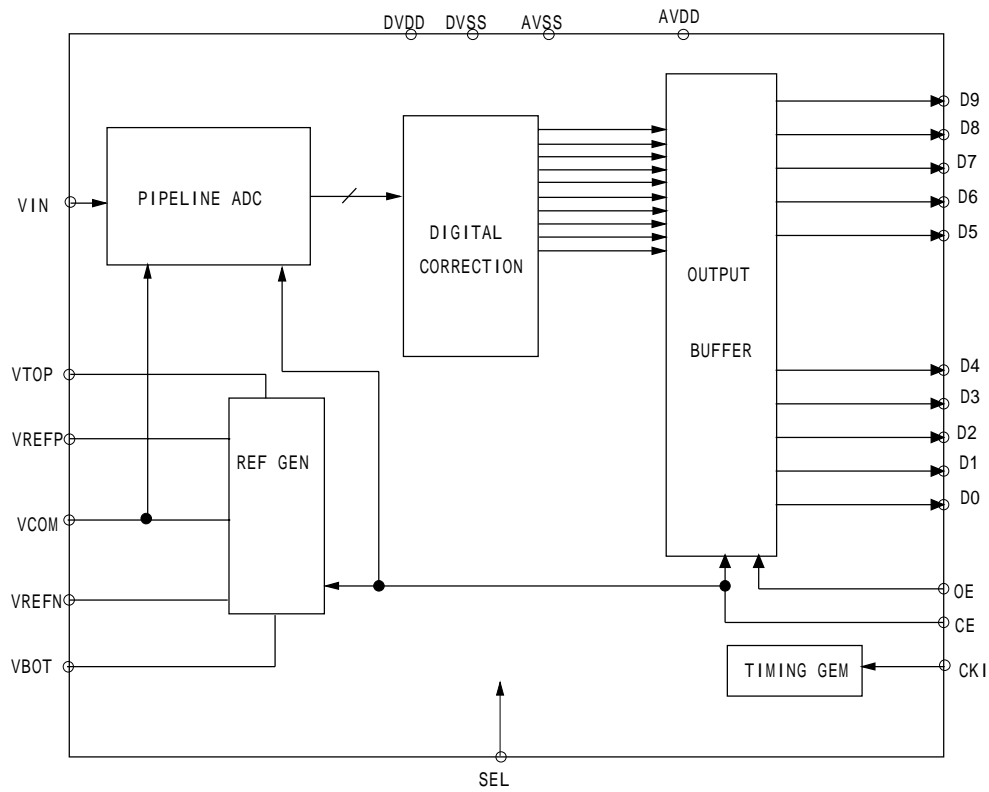 DVDD DVSS AVSS AVDD
D9
D8
D7
D6
D5
VIN
PIPELINE ADC
DIGITAL
CORRECTION
OUTPUT
BUFFER
VTOP
VREFP
VCOM
VREFN
VBOT
REF GEN
D4
D3
D2
D1
D0
OE
CE
CKI
TIMING GEM
SEL